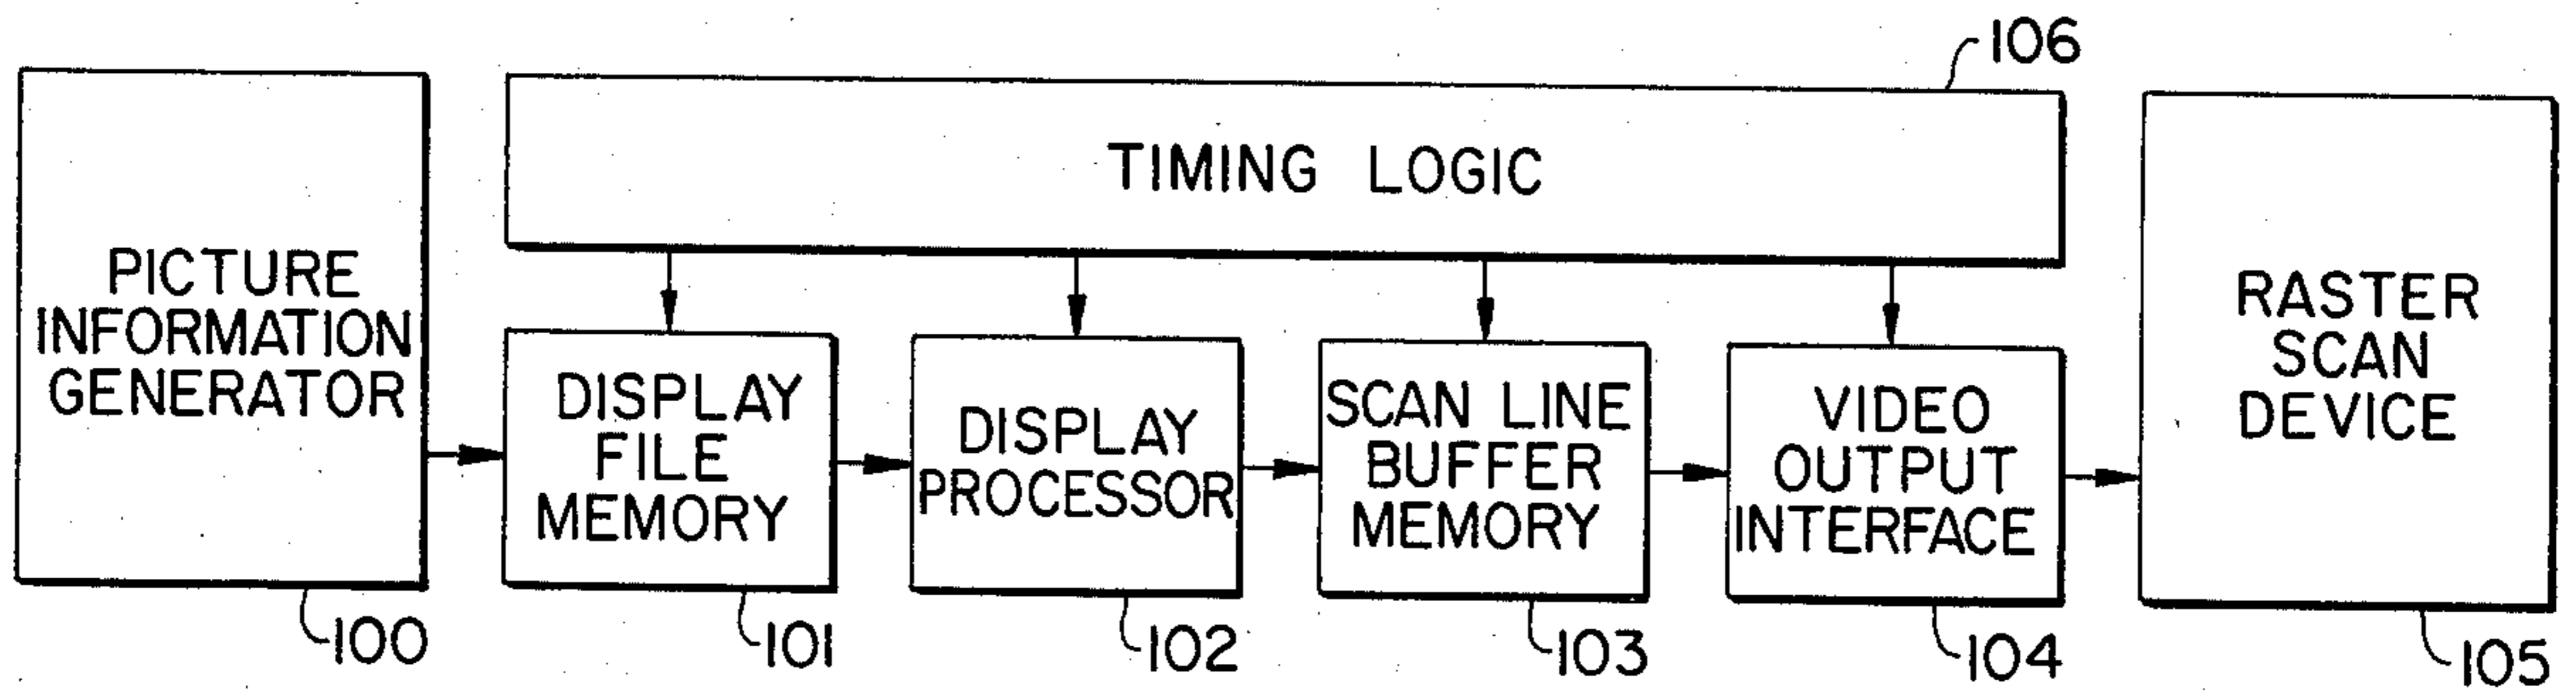 106
TIMING LOGIC
PICTURE
INFORMATION
GENERATOR
DISPLAY
FILE
MEMORY
DISPLAY
PROCESSOR
SCAN LINE
BUFFER
MEMORY
VIDEO
OUTPUT
INTERFACE
RASTER
SCAN
DEVICE
100
101
102
103
104
105